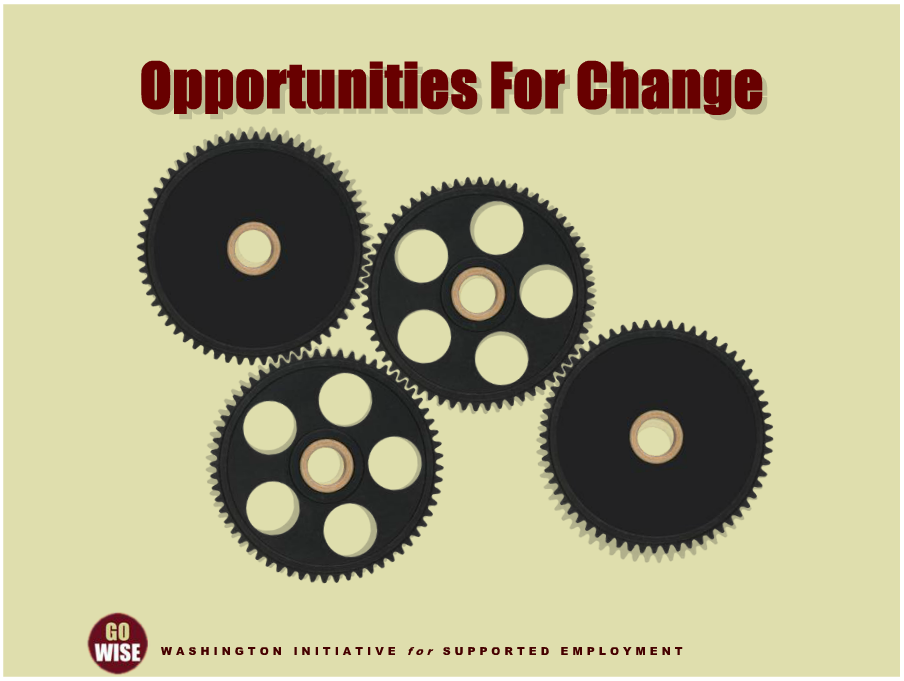 Opportunities For Change
GO
WISE
WASHINGTON INITIATIVE for SUPPORTED EMPLOYMENT